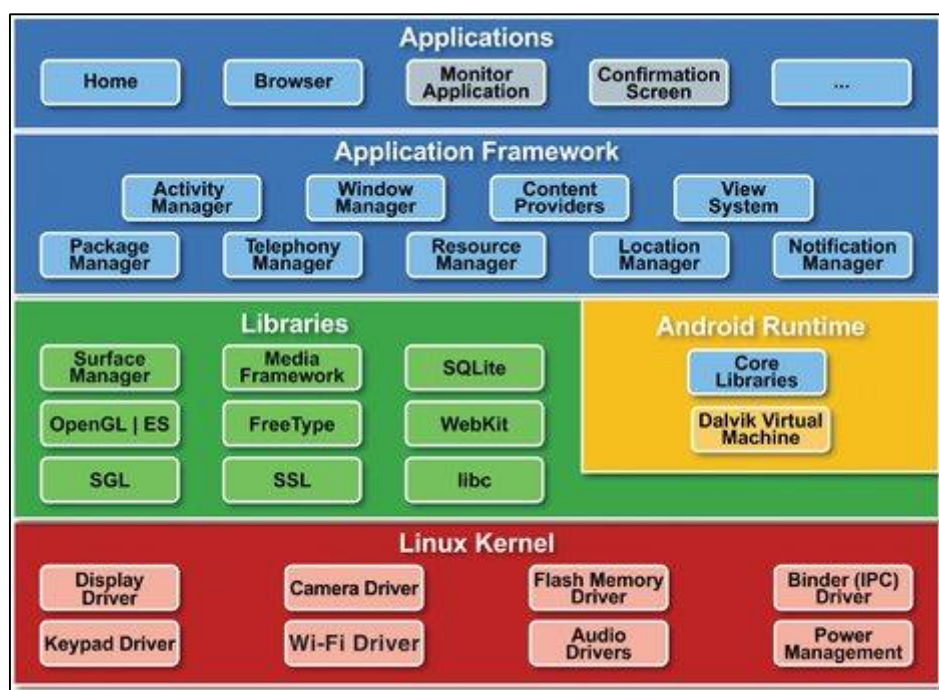 Applications
Home
Browser
Monitor
Application
Confirmation
Screen
...
Application Framework
Activity
Manager
Window
Manager
Content
Providers
View
System
Package
Manager
Telephony
Manager
Resource
Manager
Location
Manager
Notification
Manager
Libraries
Surface
Manager
Media
Framework
SQLite
OpenGL | ES
FreeType
WebKit
SGL
SSL
libc
Android Runtime
Core
Libraries
Dalvik Virtual
Machine
Linux Kernel
Display
Driver
Camera Driver
Flash Memory
Driver
Binder (IPC)
Driver
Keypad Driver
Wi-Fi Driver
Audio
Drivers
Power
Management